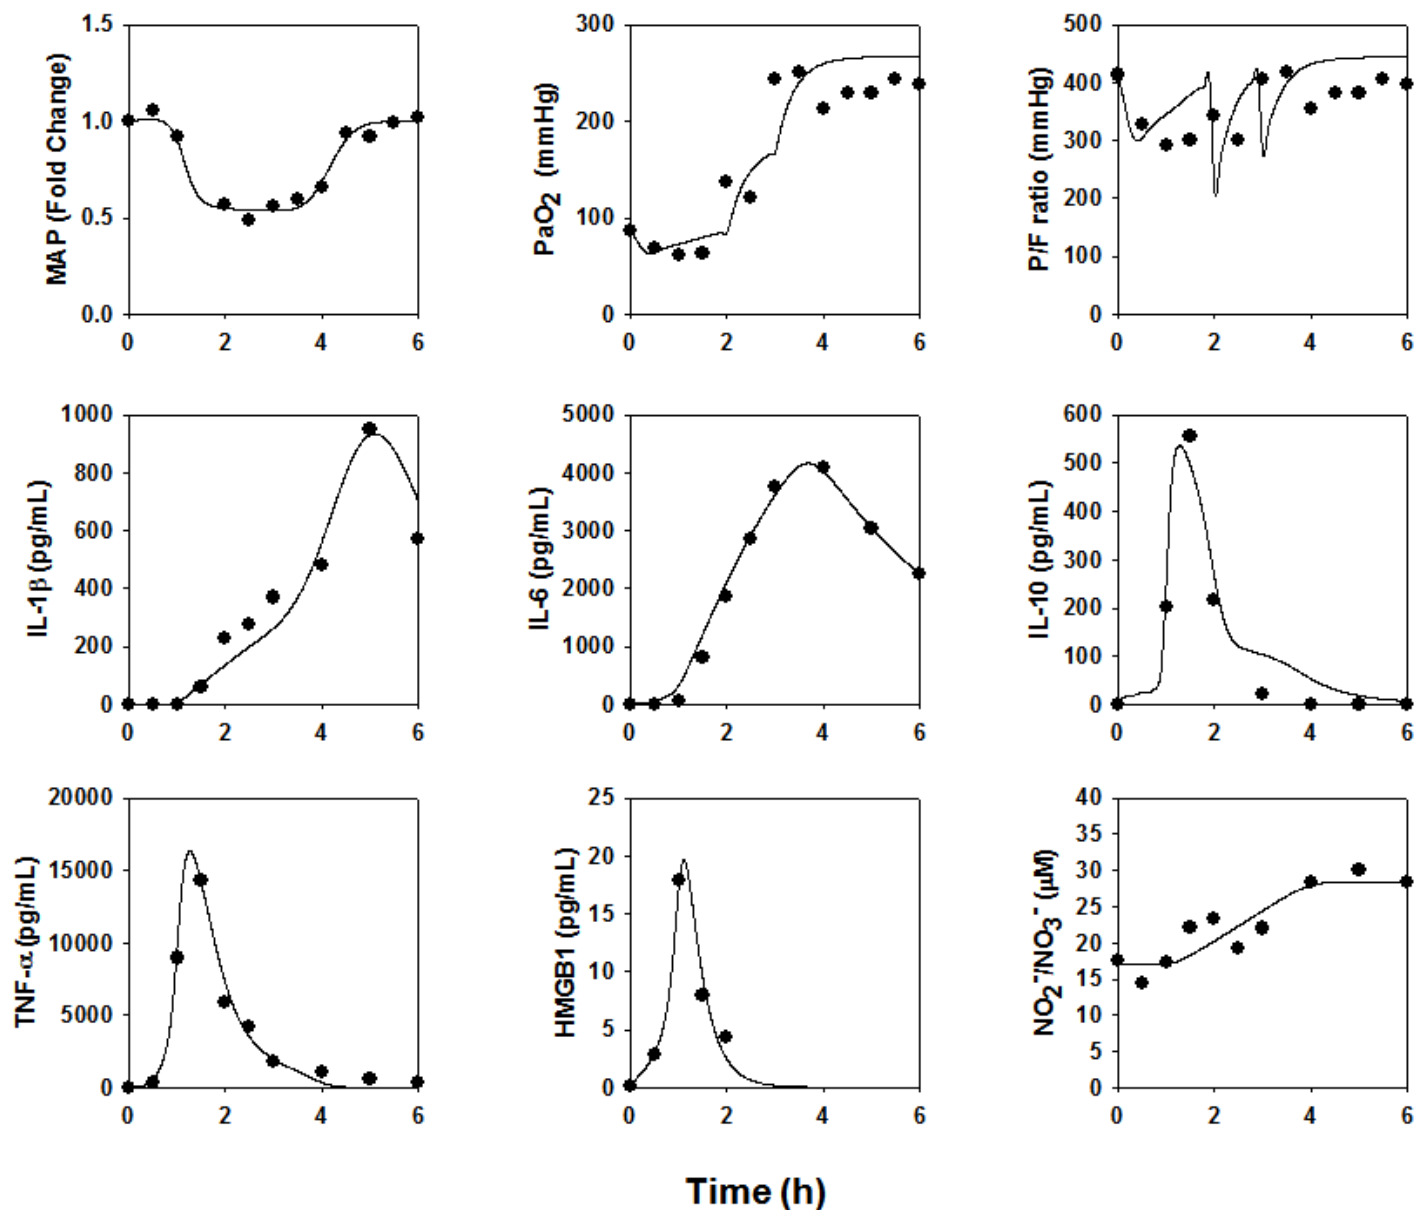 MAP (Fold Change)
1.5
1.0
0.5
0.0
0 2 4 6
PaO2 (mmHg)
300
200
100
0
0 2 4 6
P/F ratio (mmHg)
500
400
300
200
100
0
0 2 4 6
IL-1β (pg/mL)
1000
800
600
400
200
0
0 2 4 6
IL-6 (pg/mL)
5000
4000
3000
2000
1000
0
0 2 4 6
IL-10 (pg/mL)
600
500
400
300
200
100
0
0 2 4 6
TNF-α (pg/mL)
20000
15000
10000
5000
0
0 2 4 6
HMGB1 (pg/mL)
25
20
15
10
5
0
0 2 4 6
NO2⁻/NO3⁻ (µM)
40
35
30
25
20
15
10
5
0
0 2 4 6
Time (h)